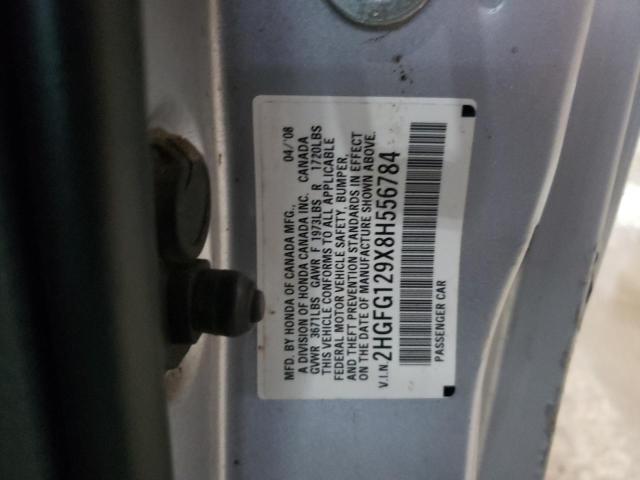 MFD. BY HONDA OF CANADA MFG., 04/'08
A DIVISION OF HONDA CANADA INC. CANADA
GVWR 3671LBS GAWR F 1973LBS R 1720LBS
THIS VEHICLE CONFORMS TO ALL APPLICABLE
FEDERAL MOTOR VEHICLE SAFETY, BUMPER,
AND THEFT PREVENTION STANDARDS IN EFFECT
ON THE DATE OF MANUFACTURE SHOWN ABOVE.
V.I.N. 2HGFG129X8H556784
PASSENGER CAR